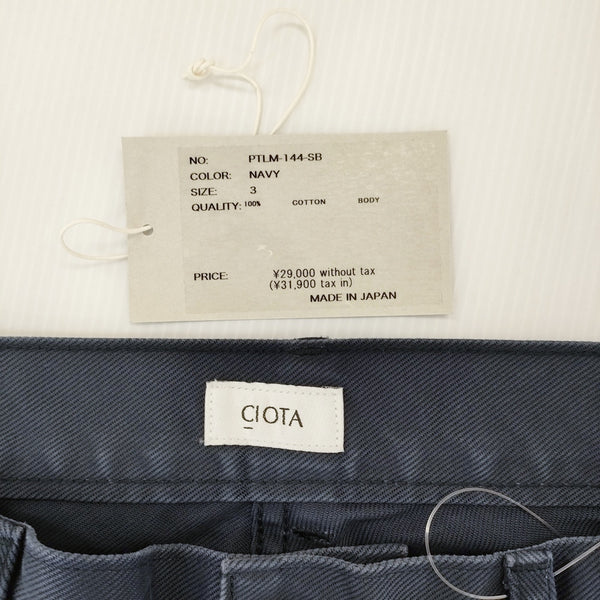 NO: PTLM-144-SB
COLOR: NAVY
SIZE: 3
QUALITY: 100% COTTON BODY
PRICE: ¥29,000 without tax
(¥31,900 tax in)
MADE IN JAPAN
CIOTA